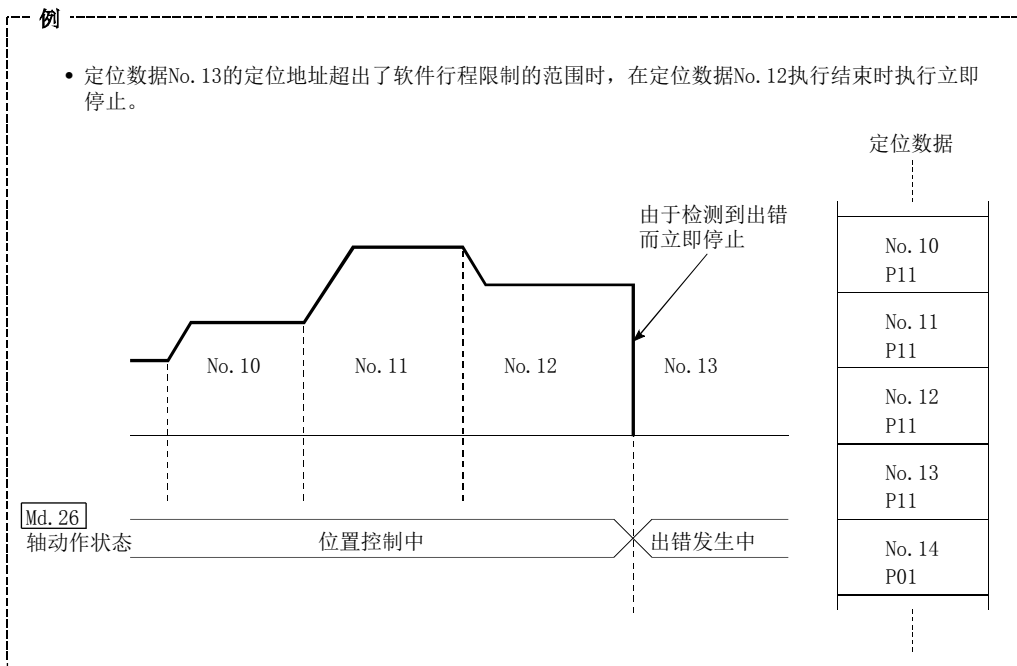 例
• 定位数据No.13的定位地址超出了软件行程限制的范围时，在定位数据No.12执行结束时执行立即
停止。
定位数据
由于检测到出错
而立即停止
No.10
No.11
No.12
No.13
No.10
P11
No.11
P11
No.12
P11
No.13
P11
No.14
P01
Md.26
轴动作状态
位置控制中
出错发生中